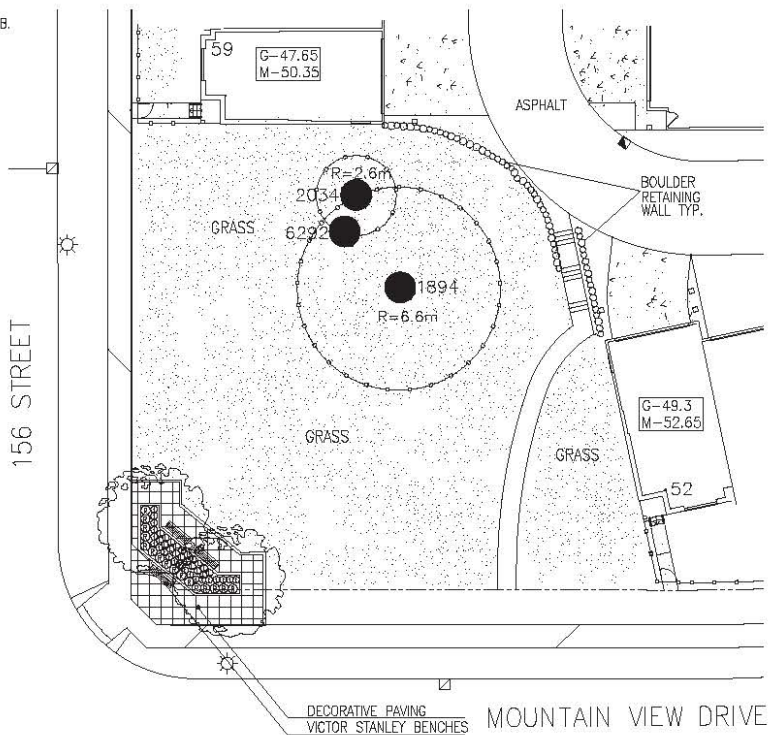 B.
59
G-47.65
M-50.35
ASPHALT
R=2.6m
2034
BOULDER
RETAINING
WALL TYP.
GRASS
6292
1894
R=6.6m
156 STREET
G-49.3
M-52.65
GRASS
GRASS
52
DECORATIVE PAVING
VICTOR STANLEY BENCHES
MOUNTAIN VIEW DRIVE